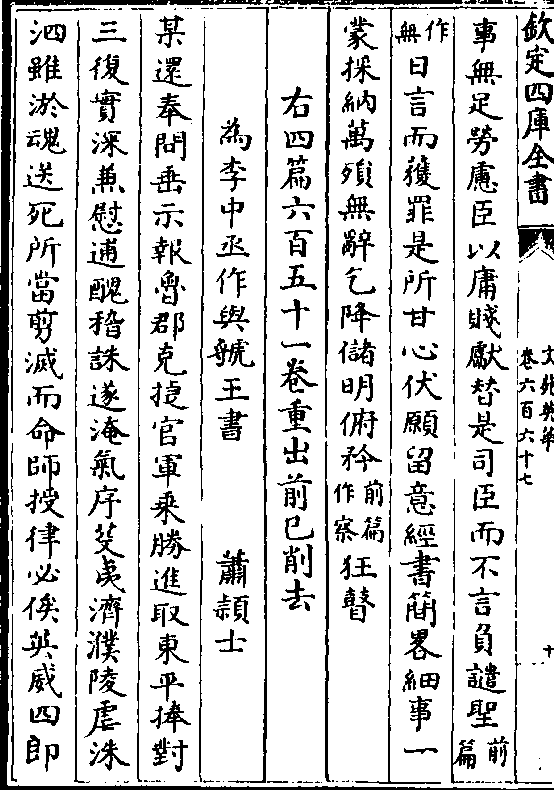 欽定四庫全書
文苑英華
卷六百六十七
十
事無足勞慮臣以庸賤獻替是司臣而不言負譴聖前篇
作無日言而獲罪是所甘心伏願留意經書簡畧細事一
蒙採納萬殞無辭乞降儲明俯矜前篇作察狂瞽
右四篇六百五十一卷重出前已削去
為李中丞作與虢王書 蕭穎士
某還奉問垂示報魯郡克捷官軍乗勝進取東平捧對
三復實深兼慰逋醜稽誅遂淹氣序芟夷濟濮陵虐洙
泗雖淤魂送死所當剪滅而命師授律必俟英威四郎